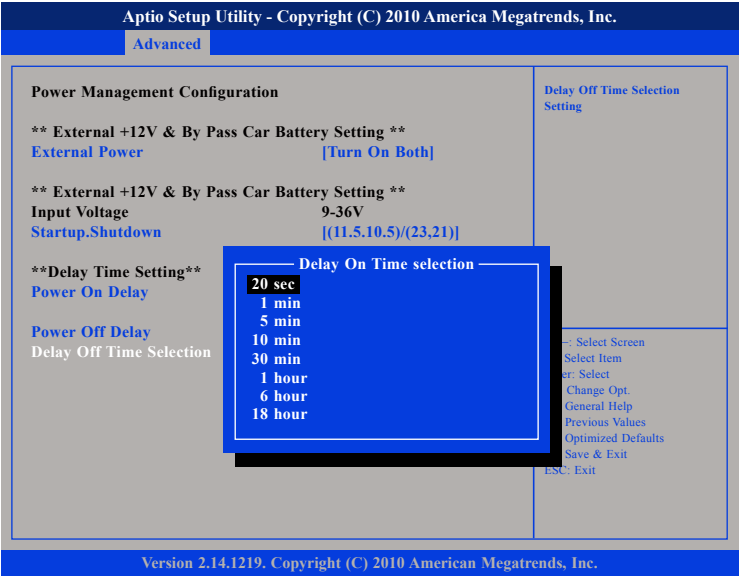 Aptio Setup Utility - Copyright (C) 2010 America Megatrends, Inc.
Advanced
Power Management Configuration
** External +12V & By Pass Car Battery Setting **
External Power [Turn On Both]
** External +12V & By Pass Car Battery Setting **
Input Voltage 9-36V
Startup.Shutdown [(11.5.10.5)/(23,21)]
**Delay Time Setting**
Power On Delay
Power Off Delay
Delay Off Time Selection
Delay On Time selection
20 sec
1 min
5 min
10 min
30 min
1 hour
6 hour
18 hour
Delay Off Time Selection
Setting
: Select Screen
Select Item
: Select
Change Opt.
General Help
Previous Values
Optimized Defaults
Save & Exit
ESC: Exit
Version 2.14.1219. Copyright (C) 2010 American Megatrends, Inc.